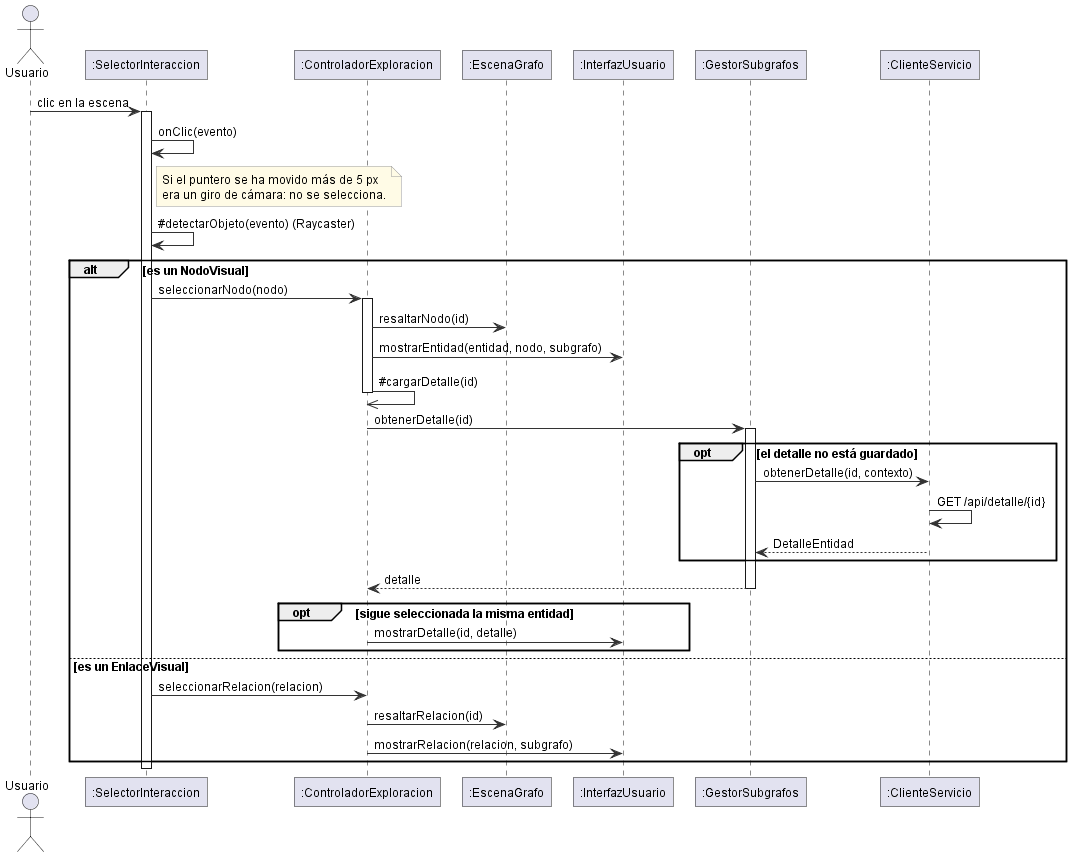 Usuario
:SelectorInteraccion
:ControladorExploracion
:EscenaGrafo
:InterfazUsuario
:GestorSubgrafos
:ClienteServicio
clic en la escena
onClic(evento)
Si el puntero se ha movido más de 5 px
era un giro de cámara: no se selecciona.
#detectarObjeto(evento) (Raycaster)
alt
[es un NodoVisual]
seleccionarNodo(nodo)
resaltarNodo(id)
mostrarEntidad(entidad, nodo, subgrafo)
#cargarDetalle(id)
obtenerDetalle(id)
opt
[el detalle no está guardado]
obtenerDetalle(id, contexto)
GET /api/detalle/{id}
DetalleEntidad
detalle
opt
[sigue seleccionada la misma entidad]
mostrarDetalle(id, detalle)
[es un EnlaceVisual]
seleccionarRelacion(relacion)
resaltarRelacion(id)
mostrarRelacion(relacion, subgrafo)
Usuario
:SelectorInteraccion
:ControladorExploracion
:EscenaGrafo
:InterfazUsuario
:GestorSubgrafos
:ClienteServicio